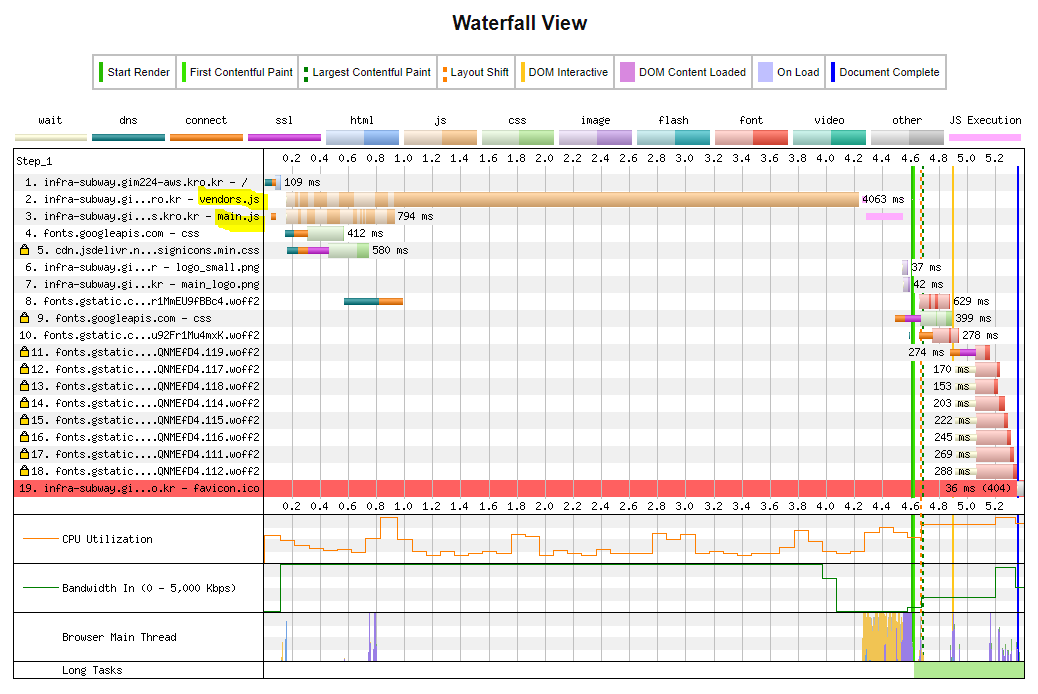 Waterfall View
Start Render First Contentful Paint Largest Contentful Paint Layout Shift DOM Interactive DOM Content Loaded On Load Document Complete
wait dns connect ssl html js css image flash font video other JS Execution
Step_1 0.2 0.4 0.6 0.8 1.0 1.2 1.4 1.6 1.8 2.0 2.2 2.4 2.6 2.8 3.0 3.2 3.4 3.6 3.8 4.0 4.2 4.4 4.6 4.8 5.0 5.2
1. infra-subway.gim224-aws.kro.kr - / 109 ms
2. infra-subway.gi...ro.kr - vendors.js 4063 ms
3. infra-subway.gi...s.kro.kr - main.js 794 ms
4. fonts.googleapis.com - css 412 ms
5. cdn.jsdelivr.n...signicons.min.css 580 ms
6. infra-subway.gi...r - logo_small.png 37 ms
7. infra-subway.gi...kr - main_logo.png 42 ms
8. fonts.gstatic.c...r1MmEU9fBBc4.woff2 629 ms
9. fonts.googleapis.com - css 399 ms
10. fonts.gstatic.c...u92Fr1Mu4mxK.woff2 278 ms
11. fonts.gstatic....QNMEfD4.119.woff2 274 ms
12. fonts.gstatic....QNMEfD4.117.woff2 170 ms
13. fonts.gstatic....QNMEfD4.118.woff2 153 ms
14. fonts.gstatic....QNMEfD4.114.woff2 203 ms
15. fonts.gstatic....QNMEfD4.115.woff2 222 ms
16. fonts.gstatic....QNMEfD4.116.woff2 245 ms
17. fonts.gstatic....QNMEfD4.111.woff2 269 ms
18. fonts.gstatic....QNMEfD4.112.woff2 288 ms
19. infra-subway.gi...o.kr - favicon.ico 36 ms (404)
0.2 0.4 0.6 0.8 1.0 1.2 1.4 1.6 1.8 2.0 2.2 2.4 2.6 2.8 3.0 3.2 3.4 3.6 3.8 4.0 4.2 4.4 4.6 4.8 5.0 5.2
CPU Utilization
Bandwidth In (0 - 5,000 Kbps)
Browser Main Thread
Long Tasks